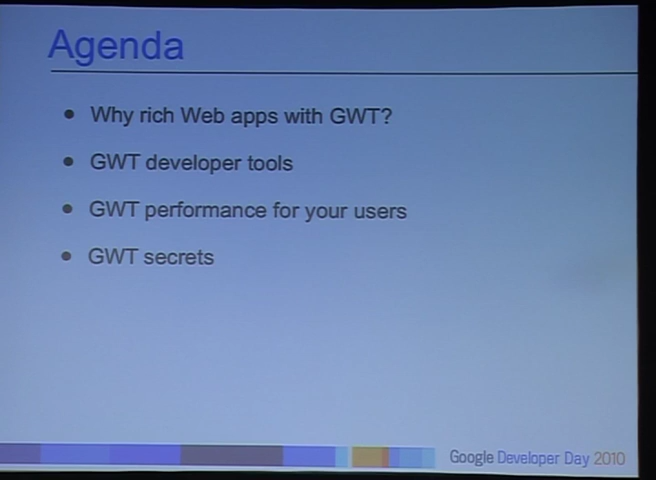 Agenda
• Why rich Web apps with GWT?
• GWT developer tools
• GWT performance for your users
• GWT secrets
Google Developer Day 2010